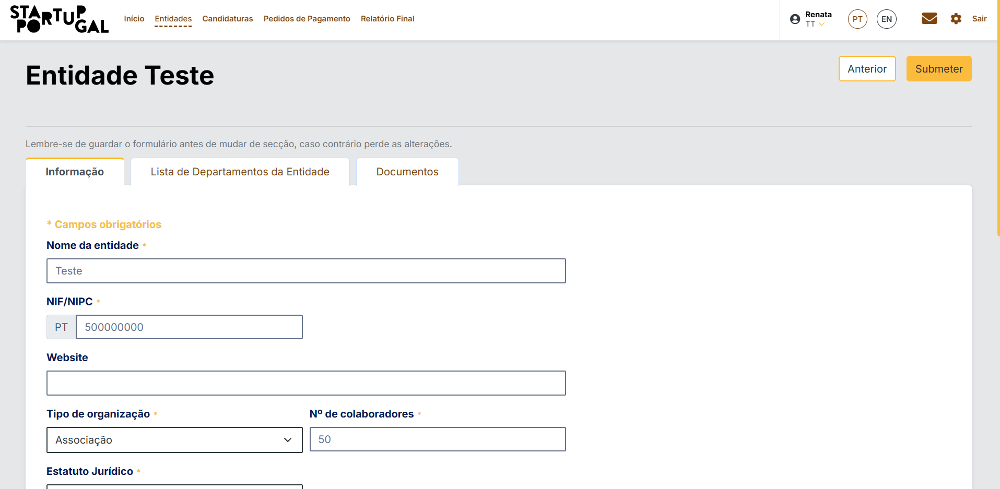 STARTUP
PORTUGAL
Início Entidades Candidaturas Pedidos de Pagamento Relatório Final
Renata
TT
PT EN Sair
Entidade Teste
Anterior Submeter
Lembre-se de guardar o formulário antes de mudar de secção, caso contrário perde as alterações.
Informação Lista de Departamentos da Entidade Documentos
* Campos obrigatórios
Nome da entidade *
Teste
NIF/NIPC *
PT 500000000
Website
Tipo de organização * Nº de colaboradores *
Associação 50
Estatuto Jurídico *